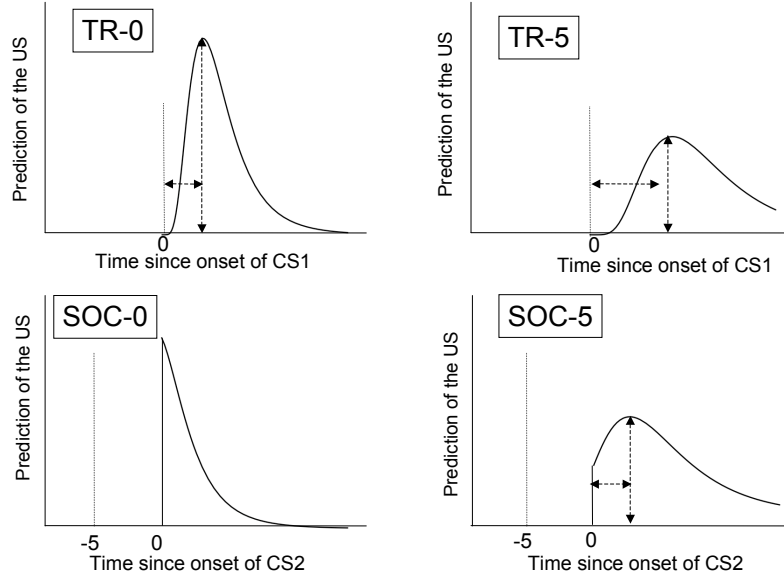 TR-0
Prediction of the US
0
Time since onset of CS1
TR-5
Prediction of the US
0
Time since onset of CS1
SOC-0
Prediction of the US
-5
0
Time since onset of CS2
SOC-5
Prediction of the US
-5
0
Time since onset of CS2